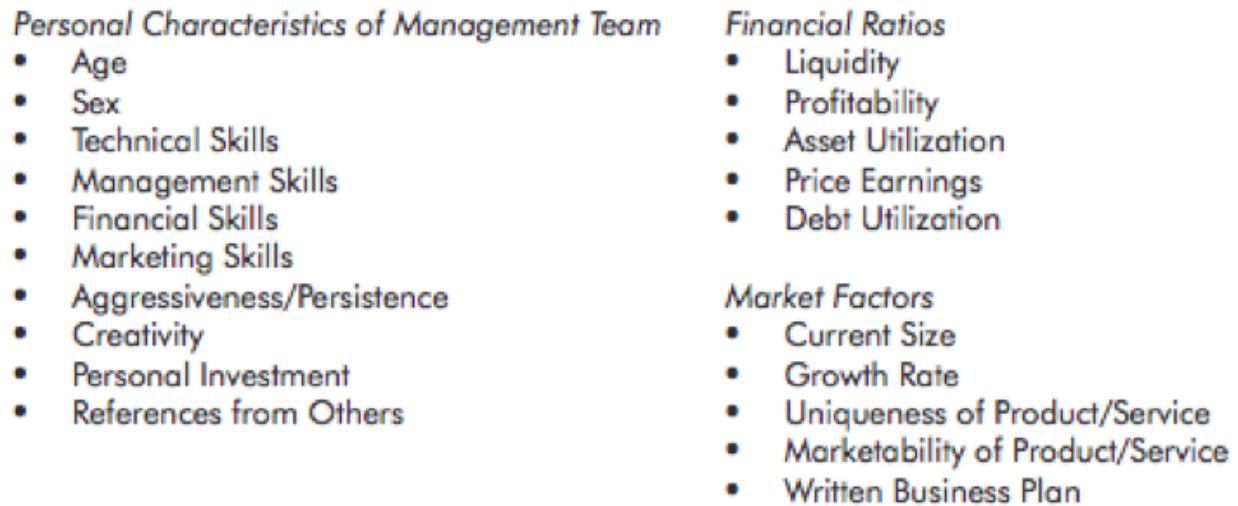 Personal Characteristics of Management Team
• Age
• Sex
• Technical Skills
• Management Skills
• Financial Skills
• Marketing Skills
• Aggressiveness/Persistence
• Creativity
• Personal Investment
• References from Others
Financial Ratios
• Liquidity
• Profitability
• Asset Utilization
• Price Earnings
• Debt Utilization
Market Factors
• Current Size
• Growth Rate
• Uniqueness of Product/Service
• Marketability of Product/Service
• Written Business Plan